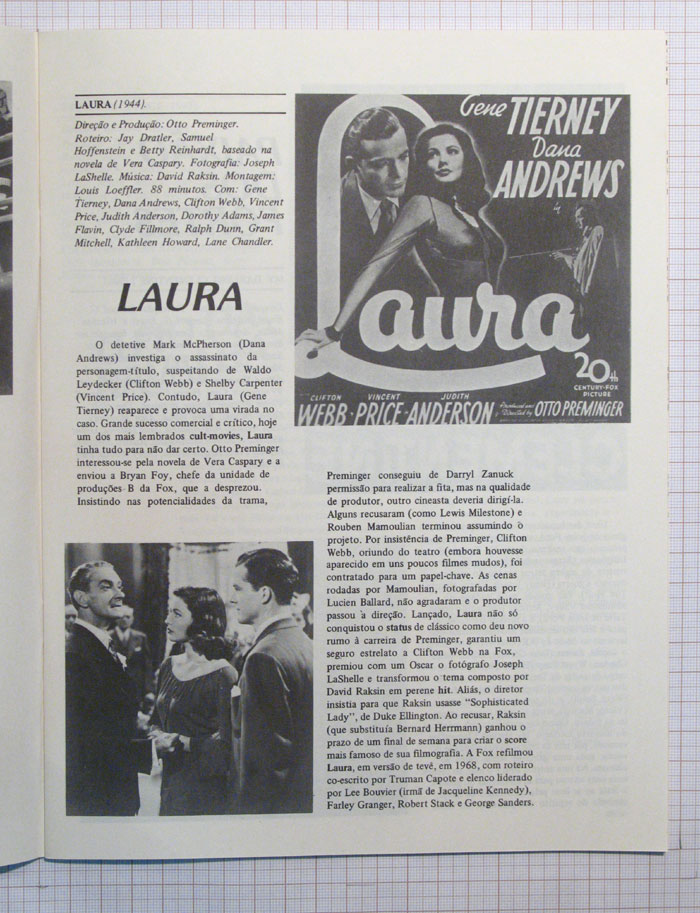 LAURA (1944).
Direção e Produção: Otto Preminger.
Roteiro: Jay Dratler, Samuel
Hoffenstein e Betty Reinhardt, baseado na
novela de Vera Caspary. Fotografia: Joseph
LaShelle. Música: David Raksin. Montagem:
Louis Loeffler. 88 minutos. Com: Gene
Tierney, Dana Andrews, Clifton Webb, Vincent
Price, Judith Anderson, Dorothy Adams, James
Flavin, Clyde Fillmore, Ralph Dunn, Grant
Mitchell, Kathleen Howard, Lane Chandler.
LAURA
O detetive Mark McPherson (Dana
Andrews) investiga o assassinato da
personagem-título, suspeitando de Waldo
Leydecker (Clifton Webb) e Shelby Carpenter
(Vincent Price). Contudo, Laura (Gene
Tierney) reaparece e provoca uma virada no
caso. Grande sucesso comercial e crítico, hoje
um dos mais lembrados cult-movies, Laura
tinha tudo para não dar certo. Otto Preminger
interessou-se pela novela de Vera Caspary e a
enviou a Bryan Foy, chefe da unidade de
produções B da Fox, que a desprezou.
Insistindo nas potencialidades da trama,
Gene TIERNEY
Dana
ANDREWS
in
Laura
20th
CENTURY-FOX
PICTURE
CLIFTON VINCENT JUDITH
WEBB · PRICE · ANDERSON
Produced and
Directed by OTTO PREMINGER
Preminger conseguiu de Darryl Zanuck
permissão para realizar a fita, mas na qualidade
de produtor, outro cineasta deveria dirigí-la.
Alguns recusaram (como Lewis Milestone) e
Rouben Mamoulian terminou assumindo o
projeto. Por insistência de Preminger, Clifton
Webb, oriundo do teatro (embora houvesse
aparecido em uns poucos filmes mudos), foi
contratado para um papel-chave. As cenas
rodadas por Mamoulian, fotografadas por
Lucien Ballard, não agradaram e o produtor
passou à direção. Lançado, Laura não só
conquistou o status de clássico como deu novo
rumo à carreira de Preminger, garantiu um
seguro estrelato a Clifton Webb na Fox,
premiou com um Oscar o fotógrafo Joseph
LaShelle e transformou o tema composto por
David Raksin em perene hit. Aliás, o diretor
insistia para que Raksin usasse "Sophisticated
Lady", de Duke Ellington. Ao recusar, Raksin
(que substituía Bernard Herrmann) ganhou o
prazo de um final de semana para criar o score
mais famoso de sua filmografia. A Fox refilmou
Laura, em versão de tevê, em 1968, com roteiro
co-escrito por Truman Capote e elenco liderado
por Lee Bouvier (irmã de Jacqueline Kennedy),
Farley Granger, Robert Stack e George Sanders.